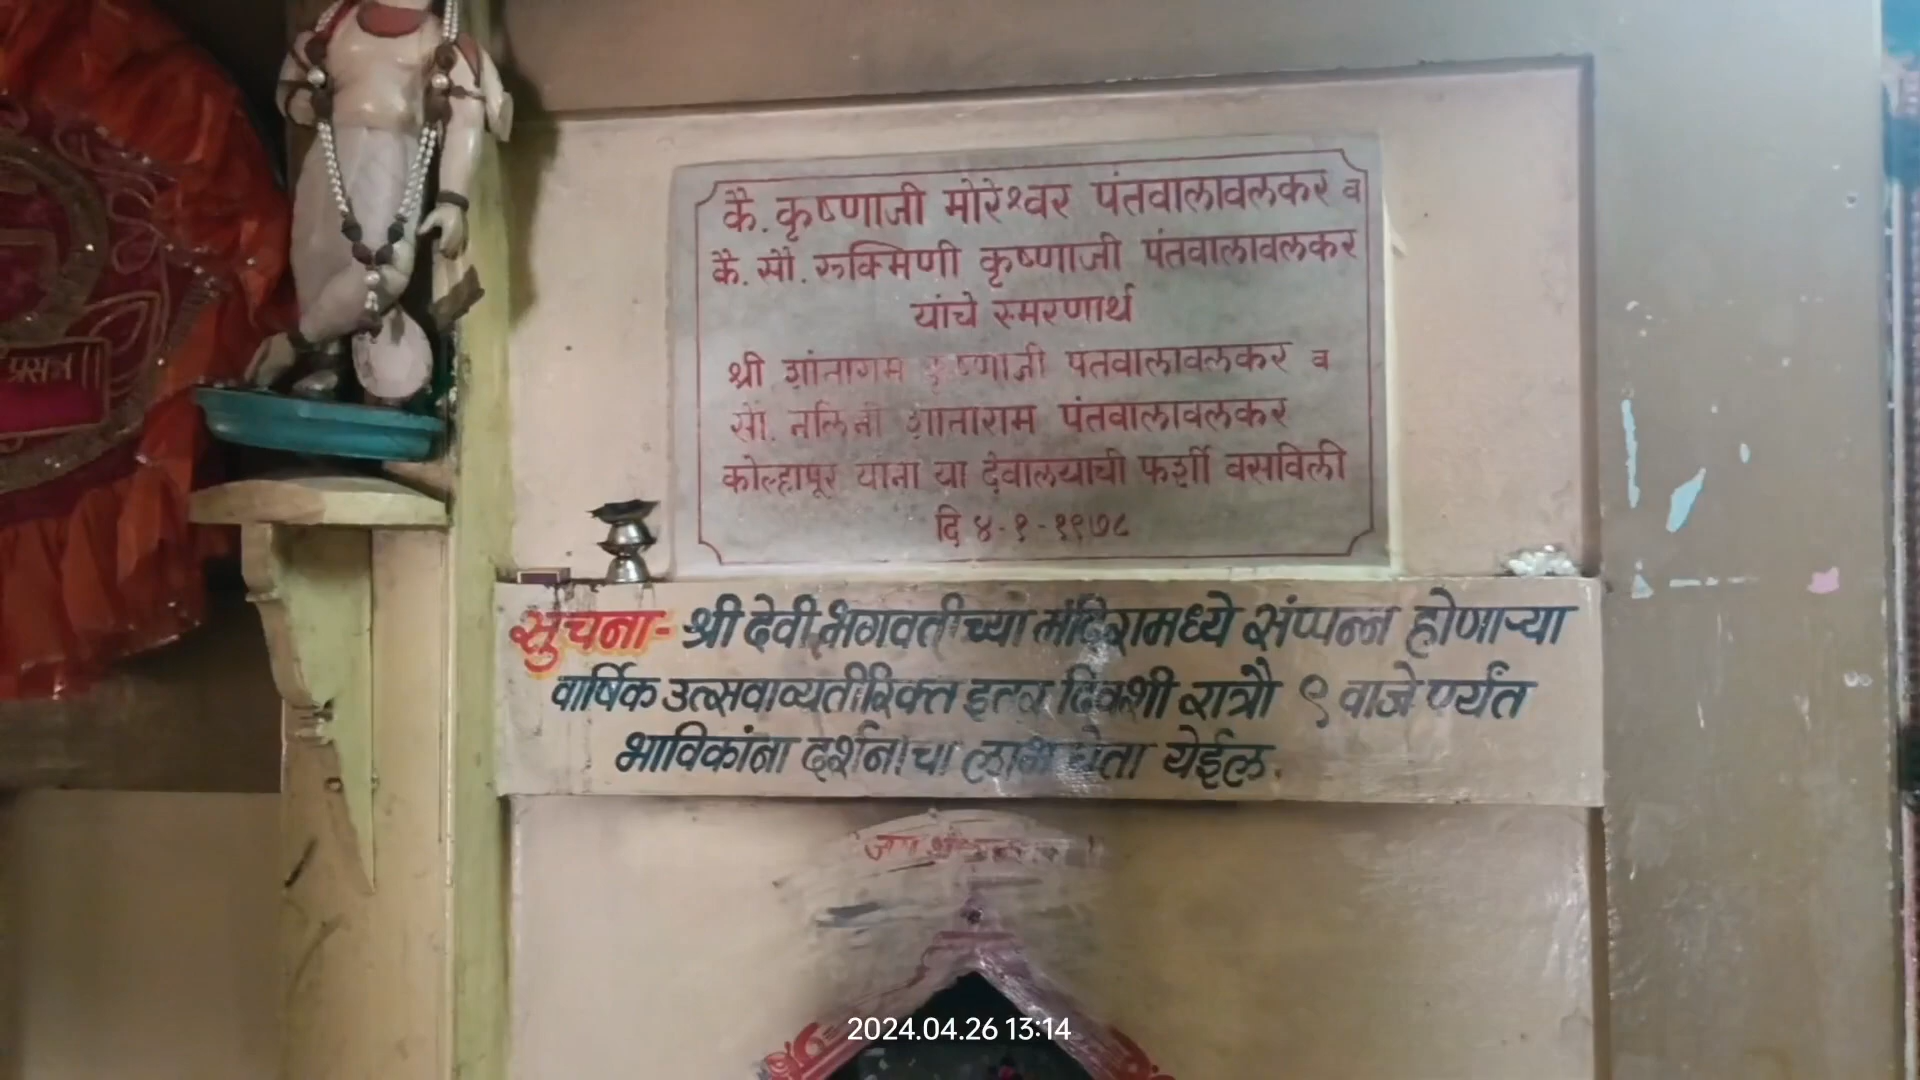 कै. कृष्णाजी मोरेश्वर पंतवालावलकर व
कै. सौ. रुक्मिणी कृष्णाजी पंतवालावलकर
यांचे स्मरणार्थ
श्री शांताराम कृष्णाजी पंतवालावलकर व
सौ. नलिनी शांताराम पंतवालावलकर
कोल्हापूर यानी या देवालयाची फर्शी बसविली
दि ४-१-१९७८
सुचना- श्री देवी भगवतीच्या मंदिरामध्ये संप्पन्न होणाऱ्या
वार्षिक उत्सवाव्यतीरिक्त इतर दिवशी रात्रौ ९ वाजे पर्यंत
भाविकांना दर्शनाचा लाभ घेता येईल.
प्रसन्न ||
2024.04.26 13:14